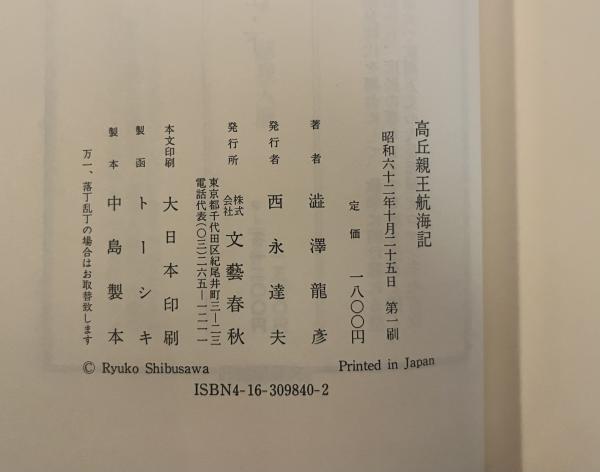 高丘親王航海記
昭和六十二年十月二十五日 第一刷
定価 一八〇〇円
著者 澁澤龍彥
発行者 西永達夫
発行所 株式会社 文藝春秋
東京都千代田区紀尾井町三―二三
電話代表(〇三)二六五―一二一一
本文印刷 大日本印刷
製函 トーシキ
製本 中島製本
万一、落丁乱丁の場合はお取替致します
© Ryuko Shibusawa
Printed in Japan
ISBN4-16-309840-2